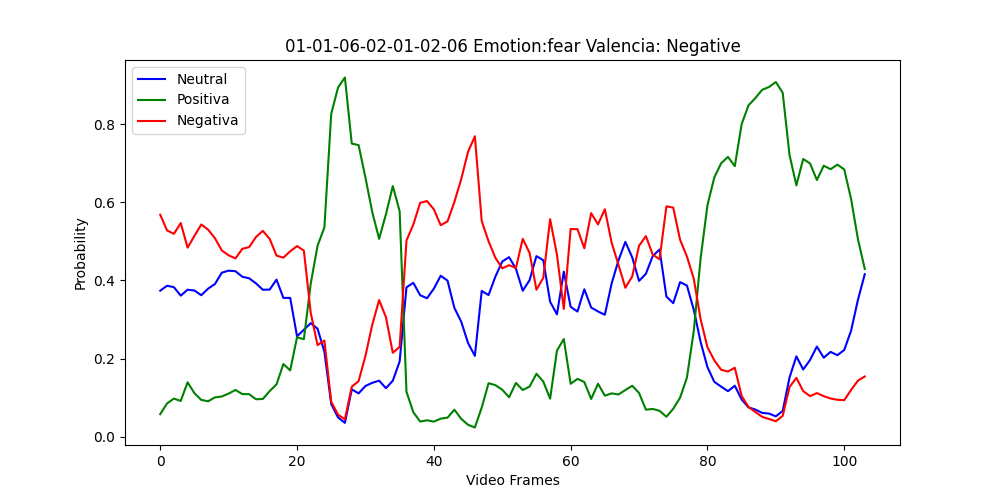 01-01-06-02-01-02-06 Emotion:fear Valencia: Negative
Neutral
Positiva
Negativa
Probability
0.8
0.6
0.4
0.2
0.0
0 20 40 60 80 100
Video Frames